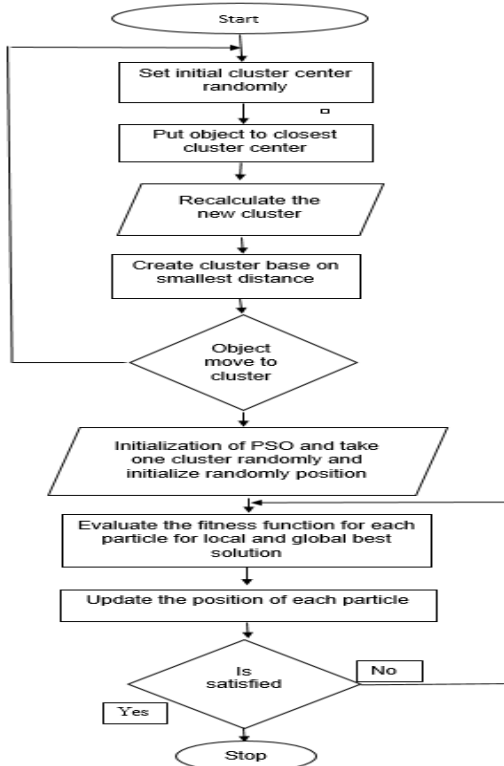 Start
Set initial cluster center
randomly
Put object to closest
cluster center
Recalculate the
new cluster
Create cluster base on
smallest distance
Object
move to
cluster
Initialization of PSO and take
one cluster randomly and
initialize randomly position
Evaluate the fitness function for each
particle for local and global best
solution
Update the position of each particle
Is
satisfied
No
Yes
Stop